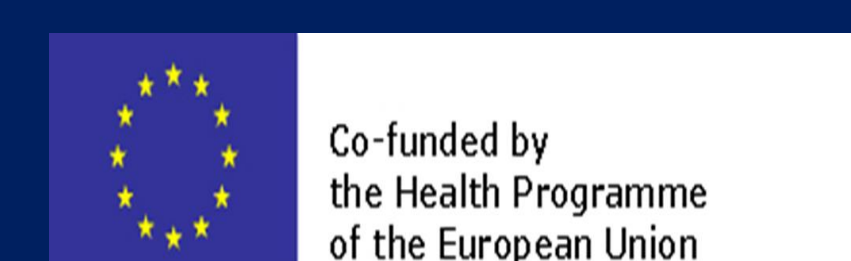 Co-funded by
the Health Programme
of the European Union